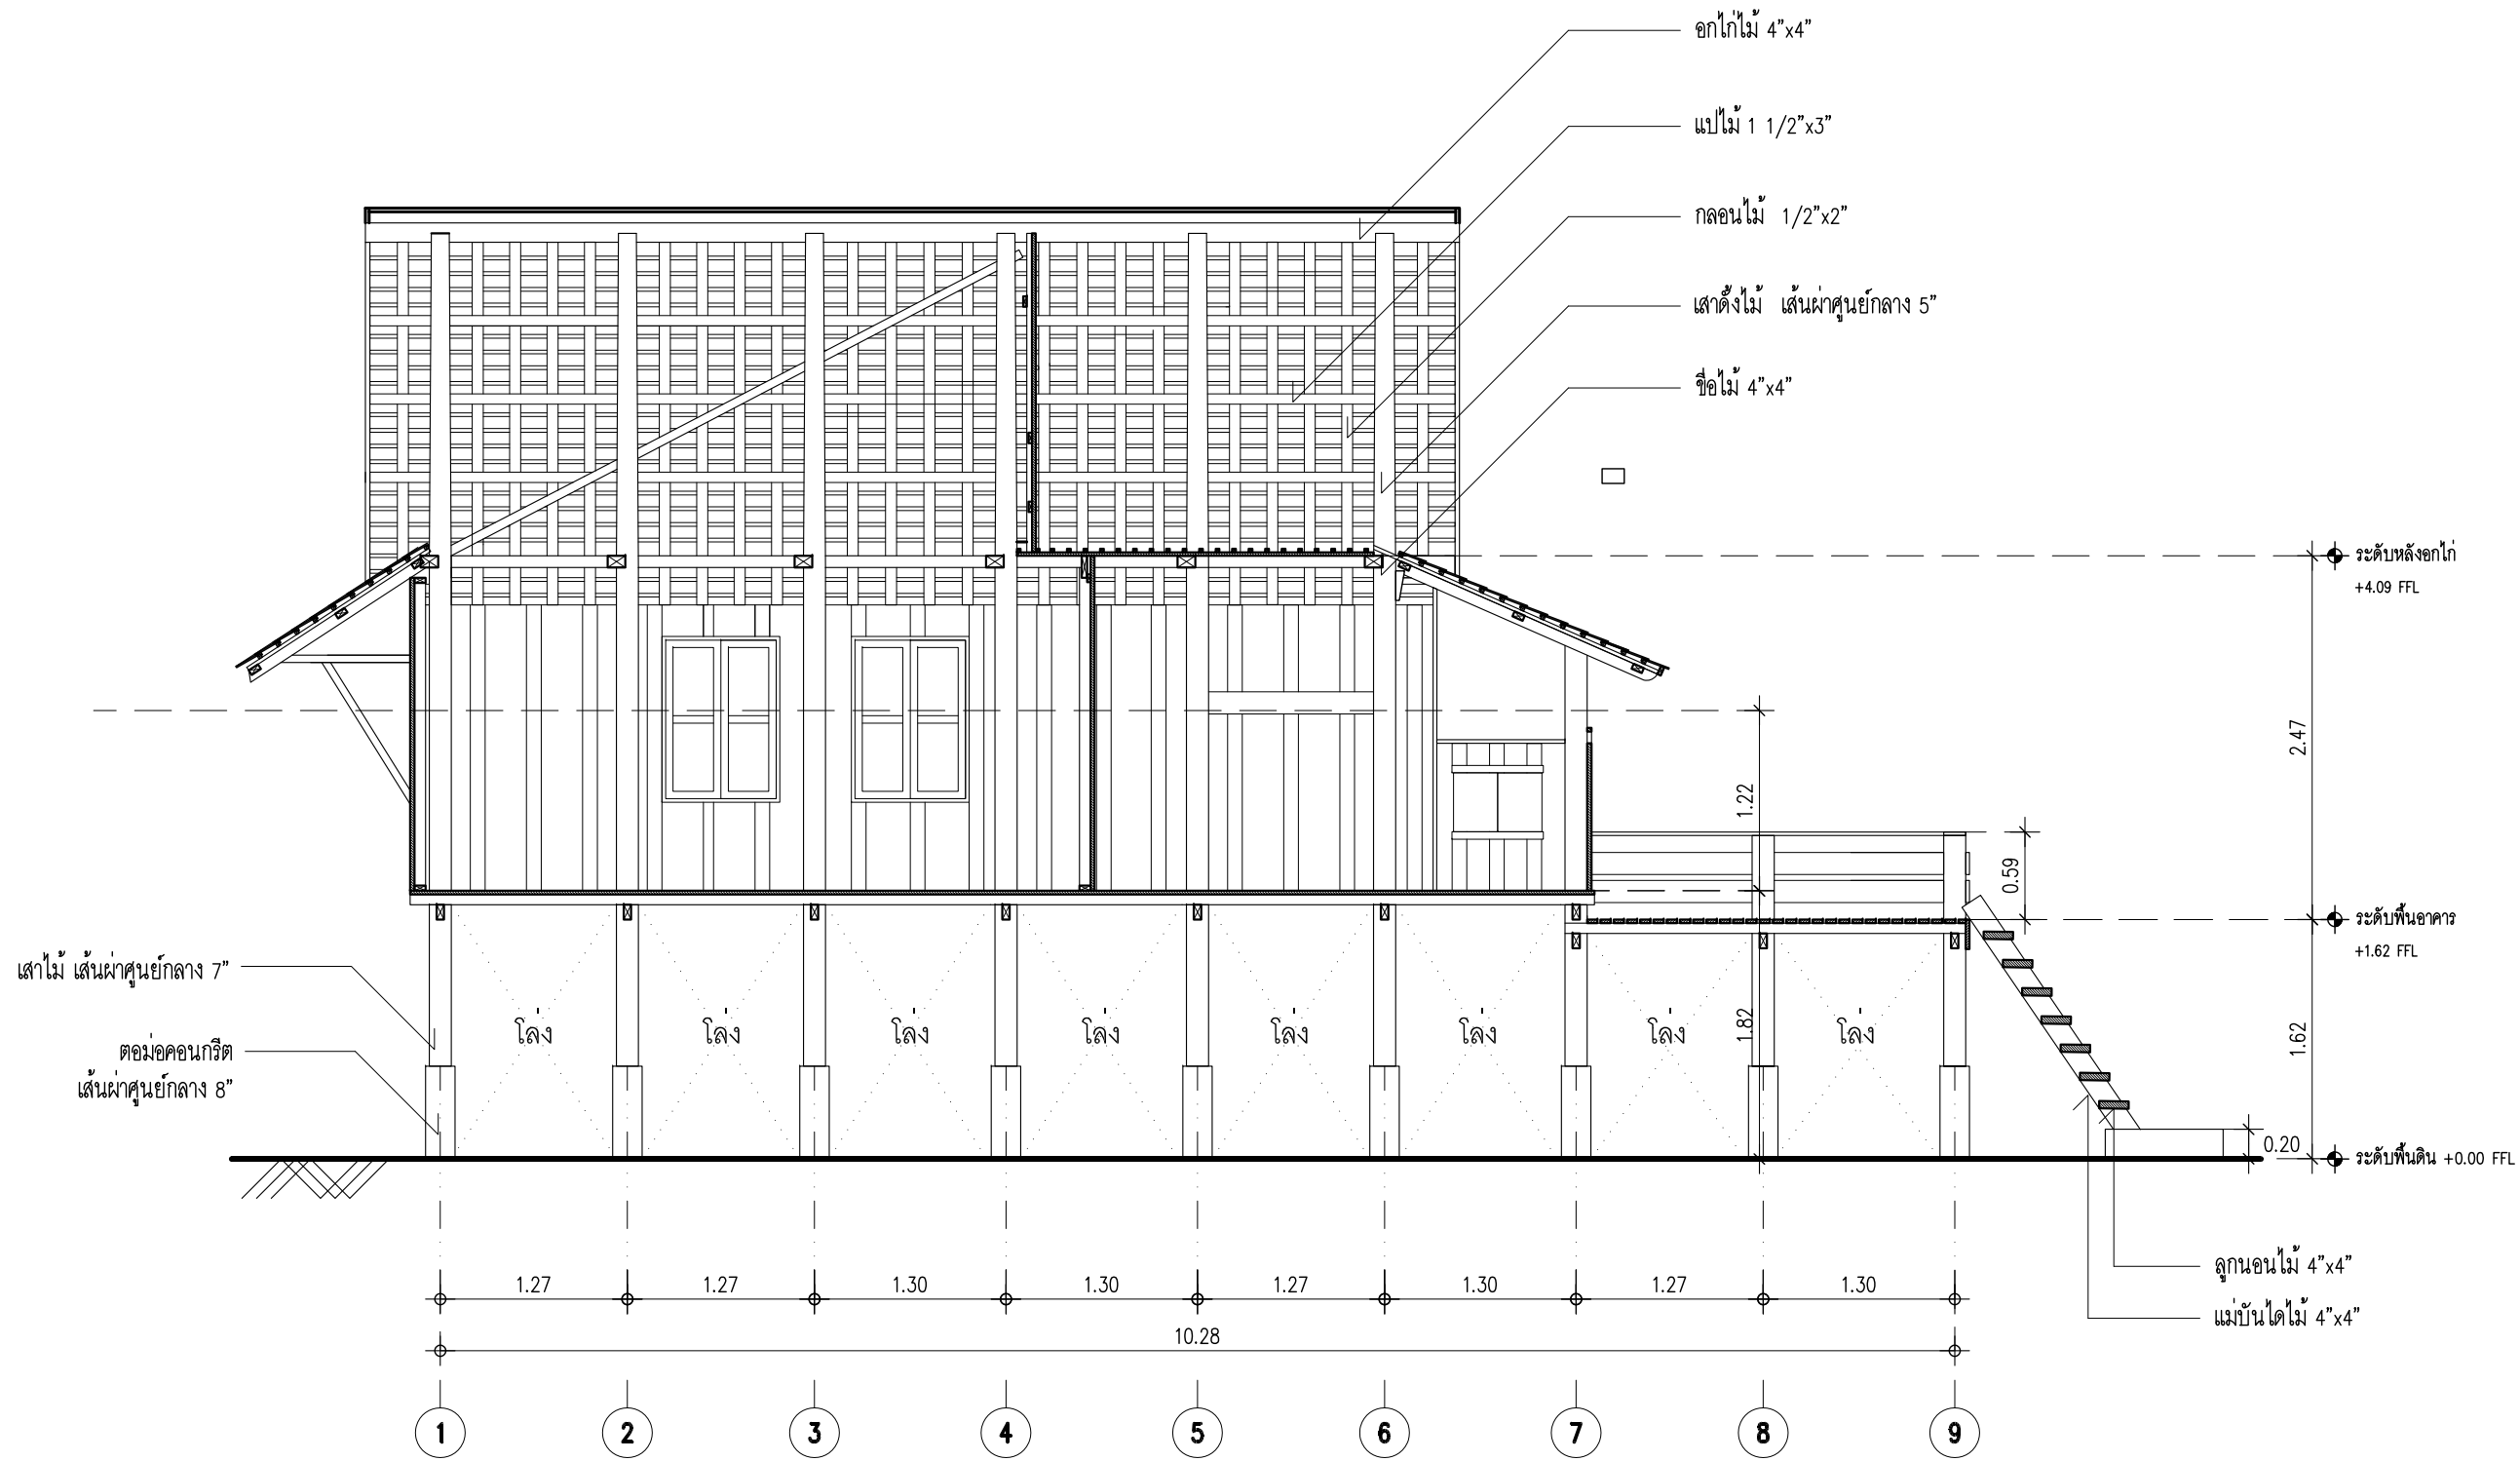 อกไก่ไม้ 4"x4"
แปไม้ 1 1/2"x3"
กลอนไม้ 1/2"x2"
เสาดั้งไม้ เส้นผ่าศูนย์กลาง 5"
ขื่อไม้ 4"x4"
ระดับหลังอกไก่
+4.09 FFL
2.47
1.22
0.59
ระดับพื้นอาคาร
+1.62 FFL
เสาไม้ เส้นผ่าศูนย์กลาง 7"
ตอม่อคอนกรีต
เส้นผ่าศูนย์กลาง 8"
โล่ง โล่ง โล่ง โล่ง โล่ง โล่ง โล่ง โล่ง
1.82
1.62
0.20
ระดับพื้นดิน +0.00 FFL
ลูกนอนไม้ 4"x4"
แม่บันไดไม้ 4"x4"
1.27 1.27 1.30 1.30 1.27 1.30 1.27 1.30
10.28
1 2 3 4 5 6 7 8 9